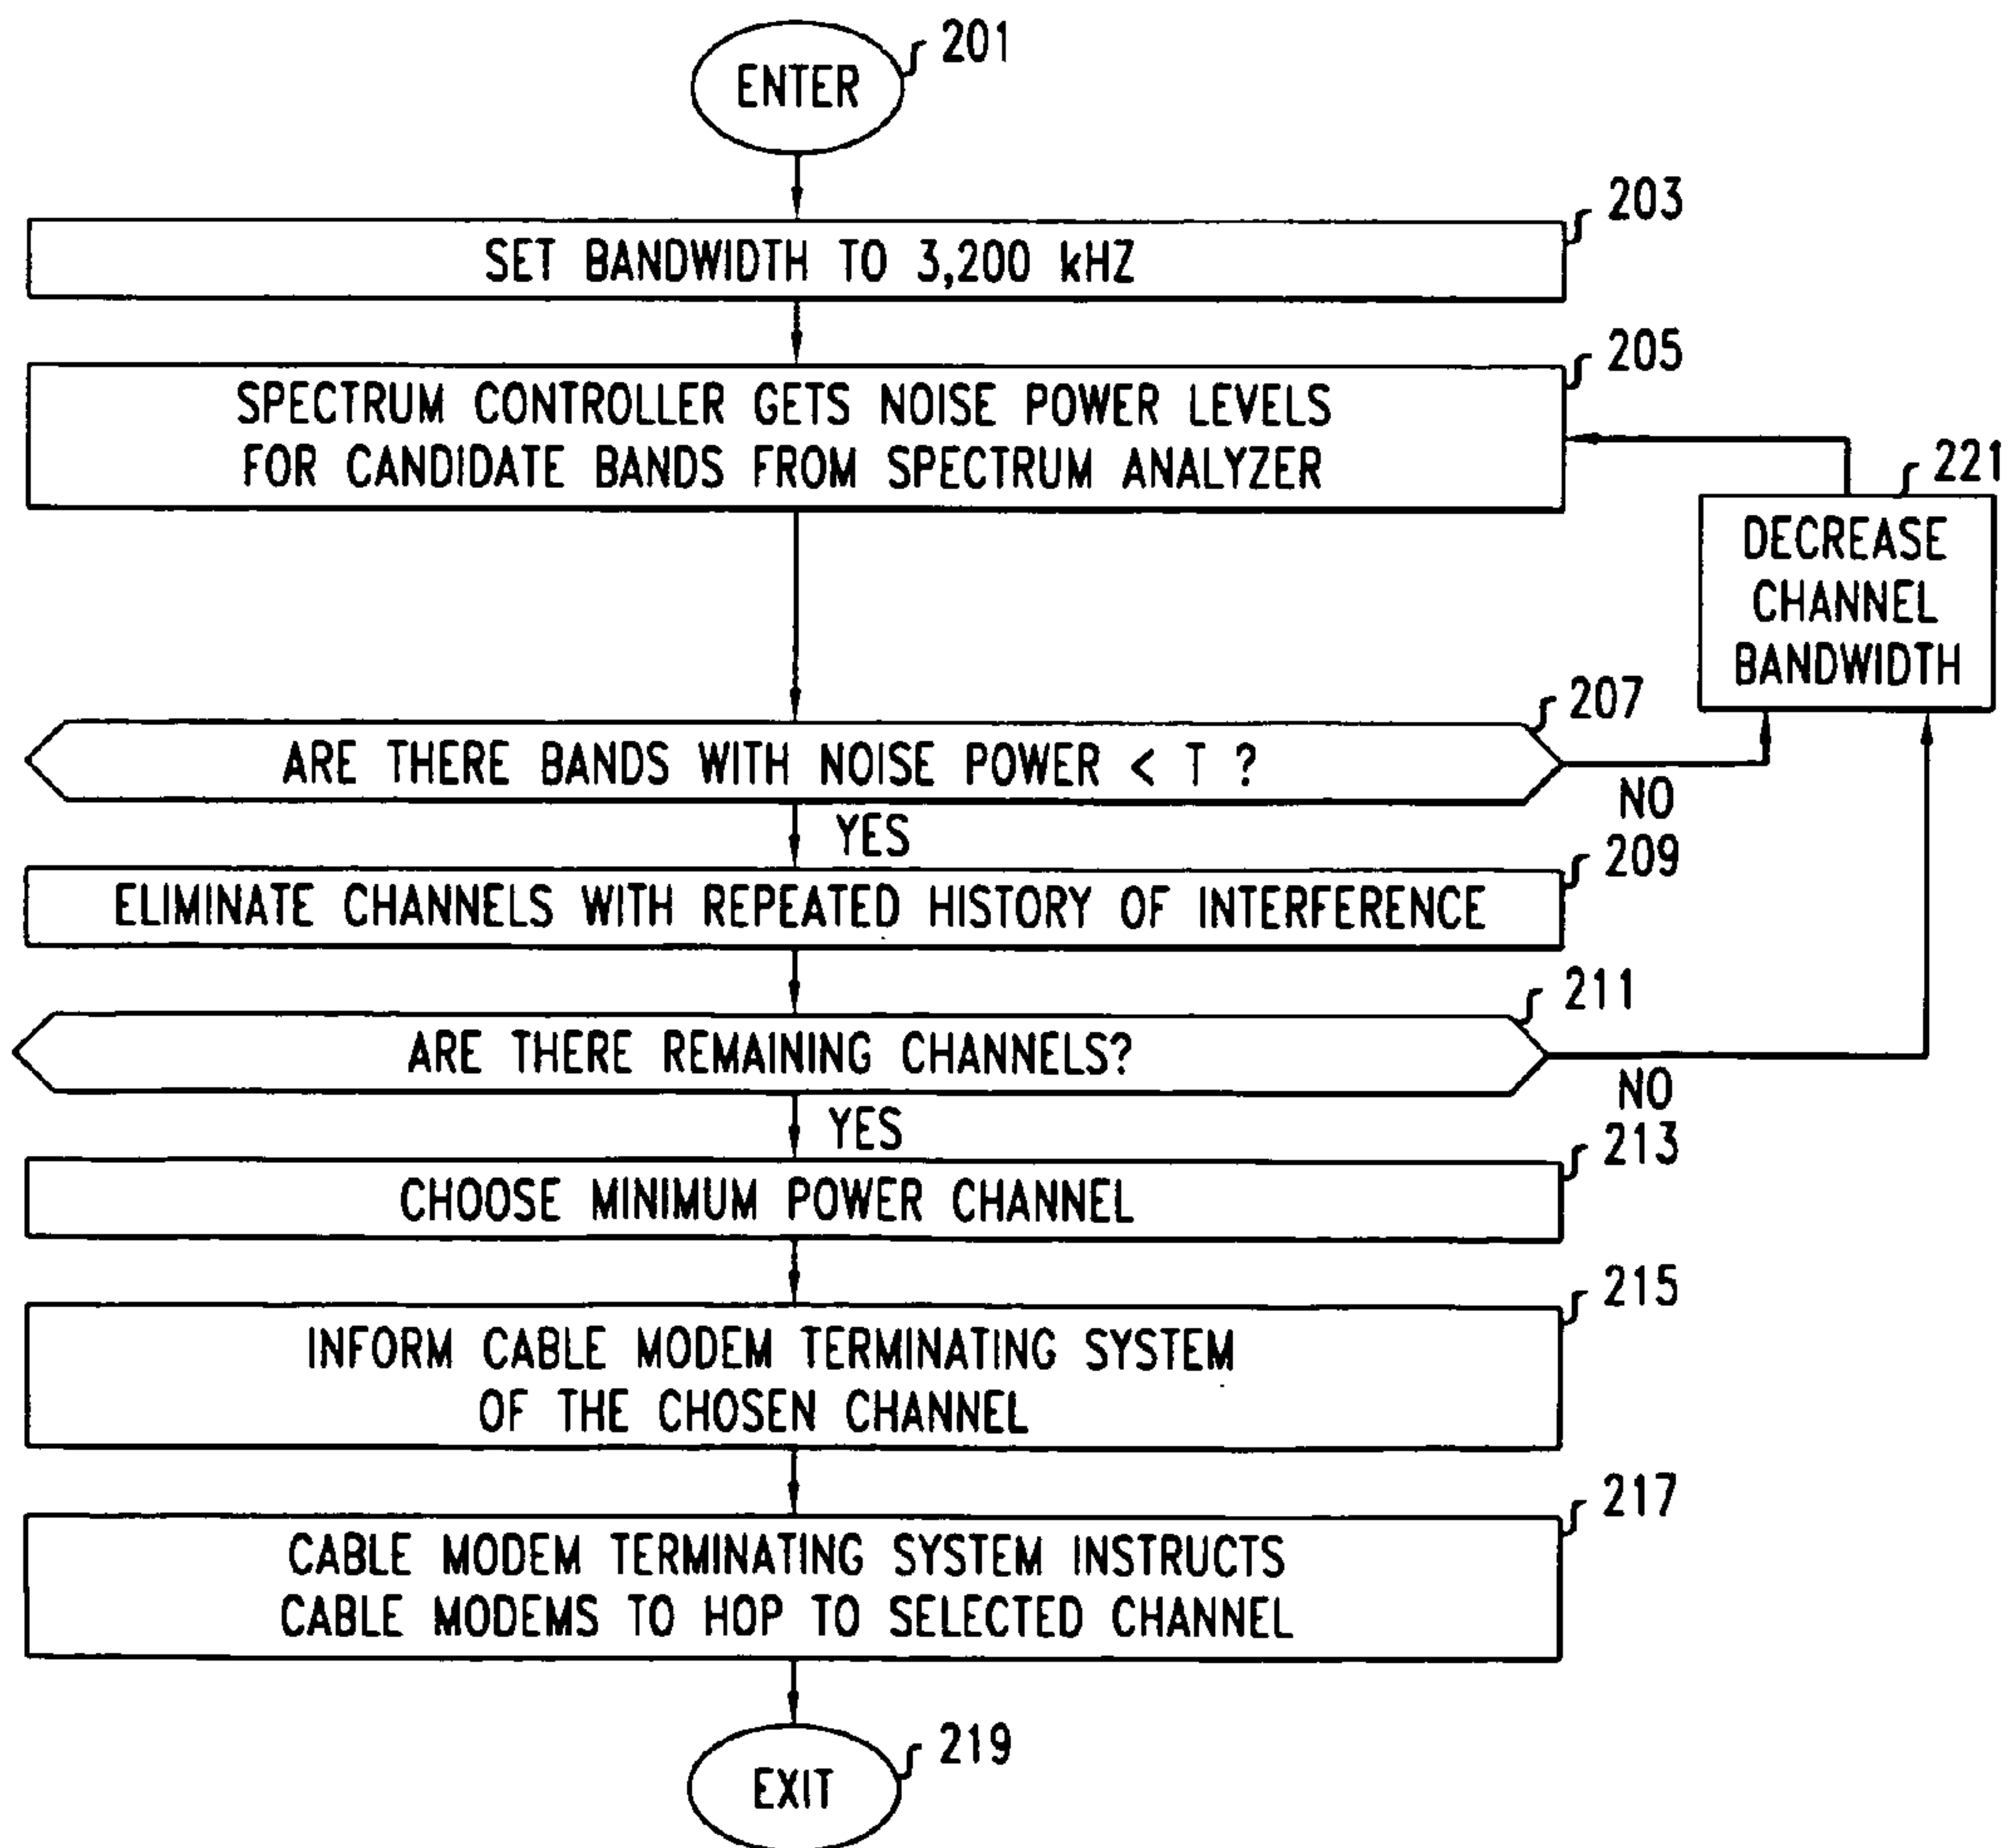 201
ENTER
203
SET BANDWIDTH TO 3,200 kHZ
205
SPECTRUM CONTROLLER GETS NOISE POWER LEVELS
FOR CANDIDATE BANDS FROM SPECTRUM ANALYZER
221
DECREASE
CHANNEL
BANDWIDTH
207
ARE THERE BANDS WITH NOISE POWER < T ?
NO
YES
209
ELIMINATE CHANNELS WITH REPEATED HISTORY OF INTERFERENCE
211
ARE THERE REMAINING CHANNELS?
NO
YES
213
CHOOSE MINIMUM POWER CHANNEL
215
INFORM CABLE MODEM TERMINATING SYSTEM
OF THE CHOSEN CHANNEL
217
CABLE MODEM TERMINATING SYSTEM INSTRUCTS
CABLE MODEMS TO HOP TO SELECTED CHANNEL
219
EXIT